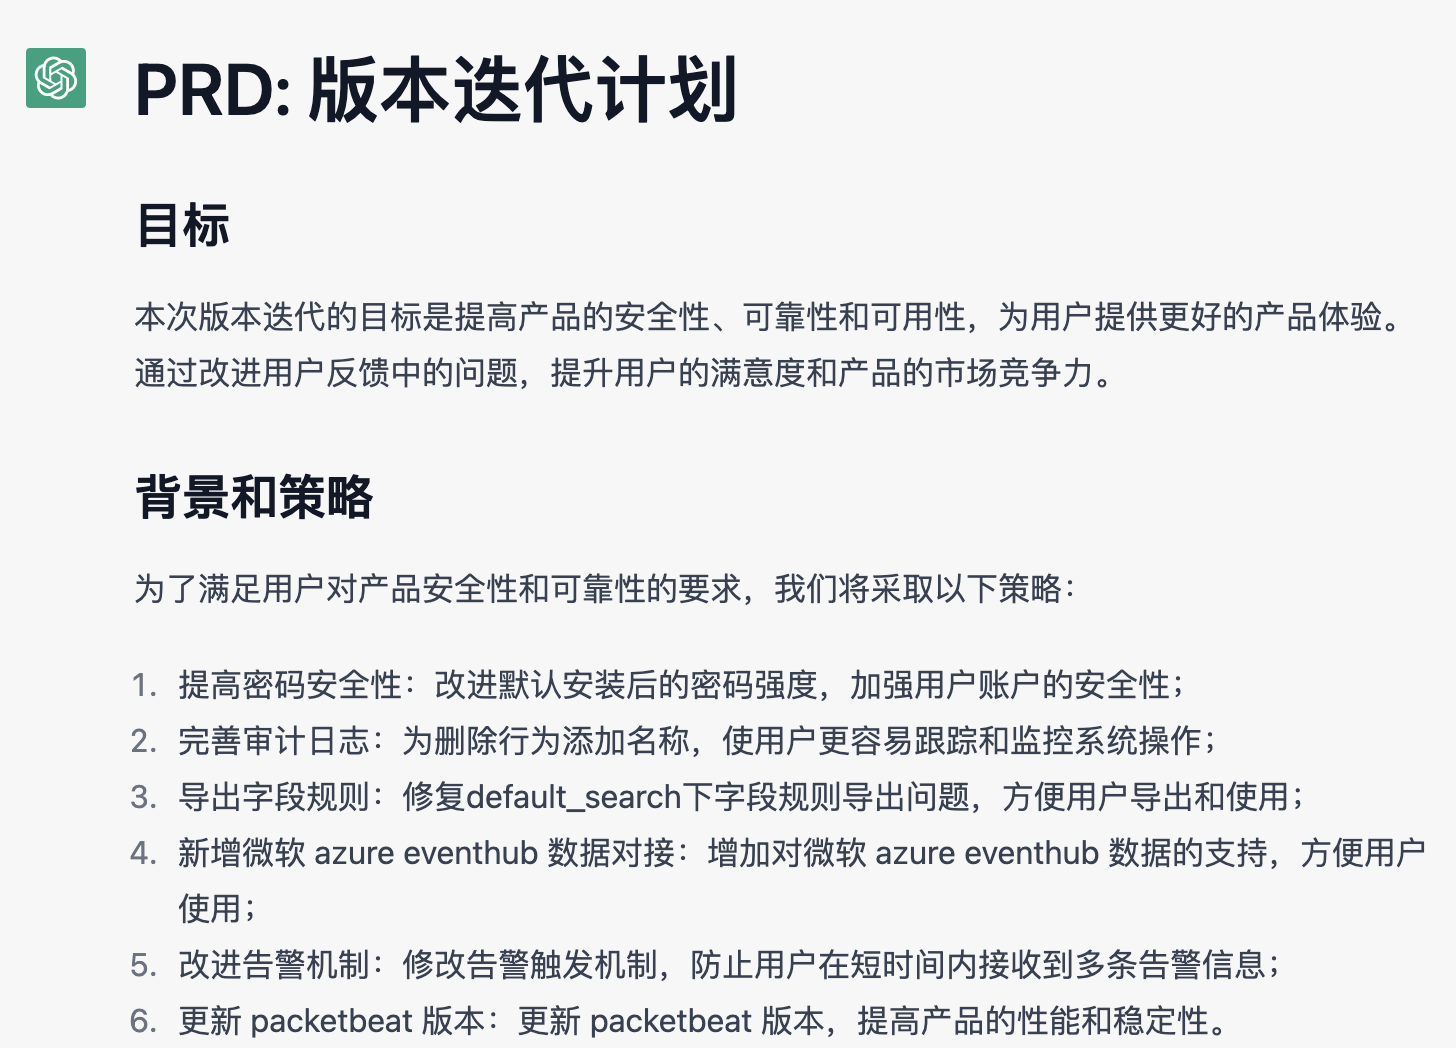 PRD: 版本迭代计划
目标
本次版本迭代的目标是提高产品的安全性、可靠性和可用性，为用户提供更好的产品体验。
通过改进用户反馈中的问题，提升用户的满意度和产品的市场竞争力。
背景和策略
为了满足用户对产品安全性和可靠性的要求，我们将采取以下策略：
1. 提高密码安全性：改进默认安装后的密码强度，加强用户账户的安全性；
2. 完善审计日志：为删除行为添加名称，使用户更容易跟踪和监控系统操作；
3. 导出字段规则：修复default_search下字段规则导出问题，方便用户导出和使用；
4. 新增微软 azure eventhub 数据对接：增加对微软 azure eventhub 数据的支持，方便用户
使用；
5. 改进告警机制：修改告警触发机制，防止用户在短时间内接收到多条告警信息；
6. 更新 packetbeat 版本：更新 packetbeat 版本，提高产品的性能和稳定性。